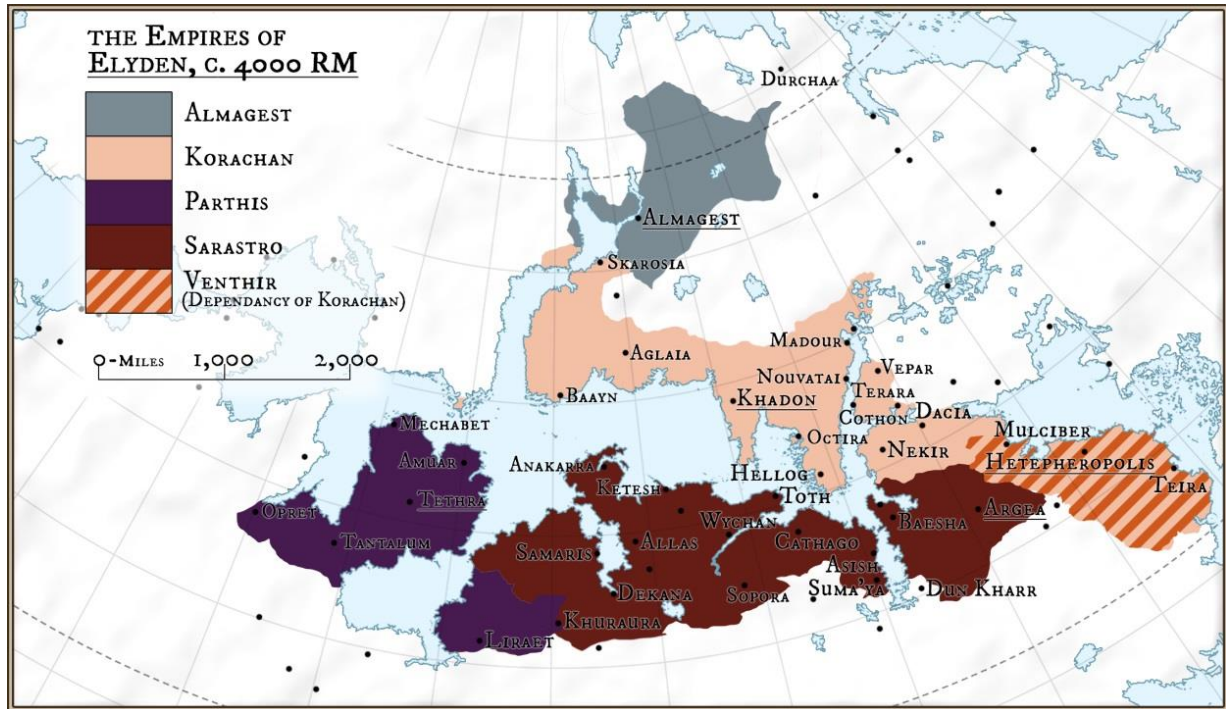 the Empires of
Elyden, c. 4000 RM
Almagest
Korachan
Parthis
Sarastro
Venthir
(Dependancy of Korachan)
0-Miles 1,000 2,000
Durchaa
Almagest
Skarosia
Aglaia
Baayn
Madour
Nouvatai
Vepar
Terara
Khadon
Cothon
Dacia
Octira
Nekir
Mulciber
Hetepheropolis
Teira
Hellog
Toth
Mechabet
Amuar
Tethra
Opret
Tantalum
Liraet
Anakarra
Ketesh
Wychan
Samaris
Allas
Cathago
Baesha
Argea
Asish
Suma'ya
Dun Kharr
Dekana
Sopora
Khuraura